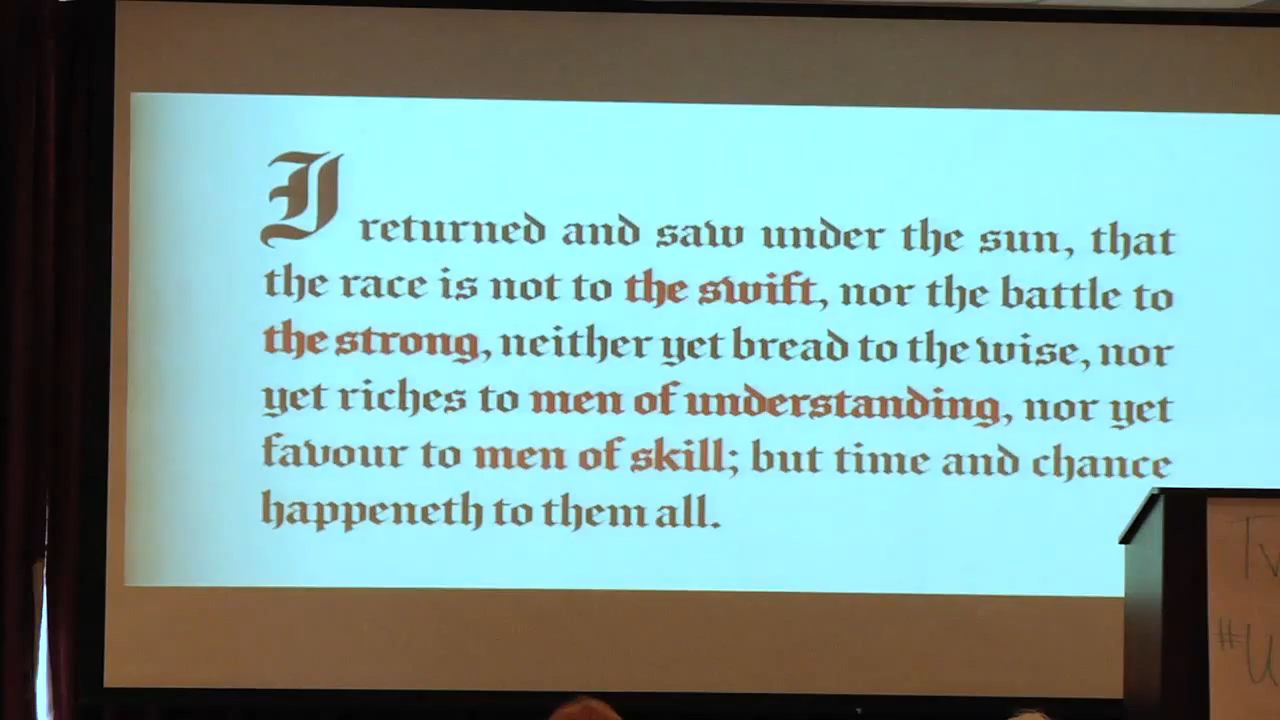 I returned and saw under the sun, that
the race is not to the swift, nor the battle to
the strong, neither yet bread to the wise, nor
yet riches to men of understanding, nor yet
favour to men of skill; but time and chance
happeneth to them all.